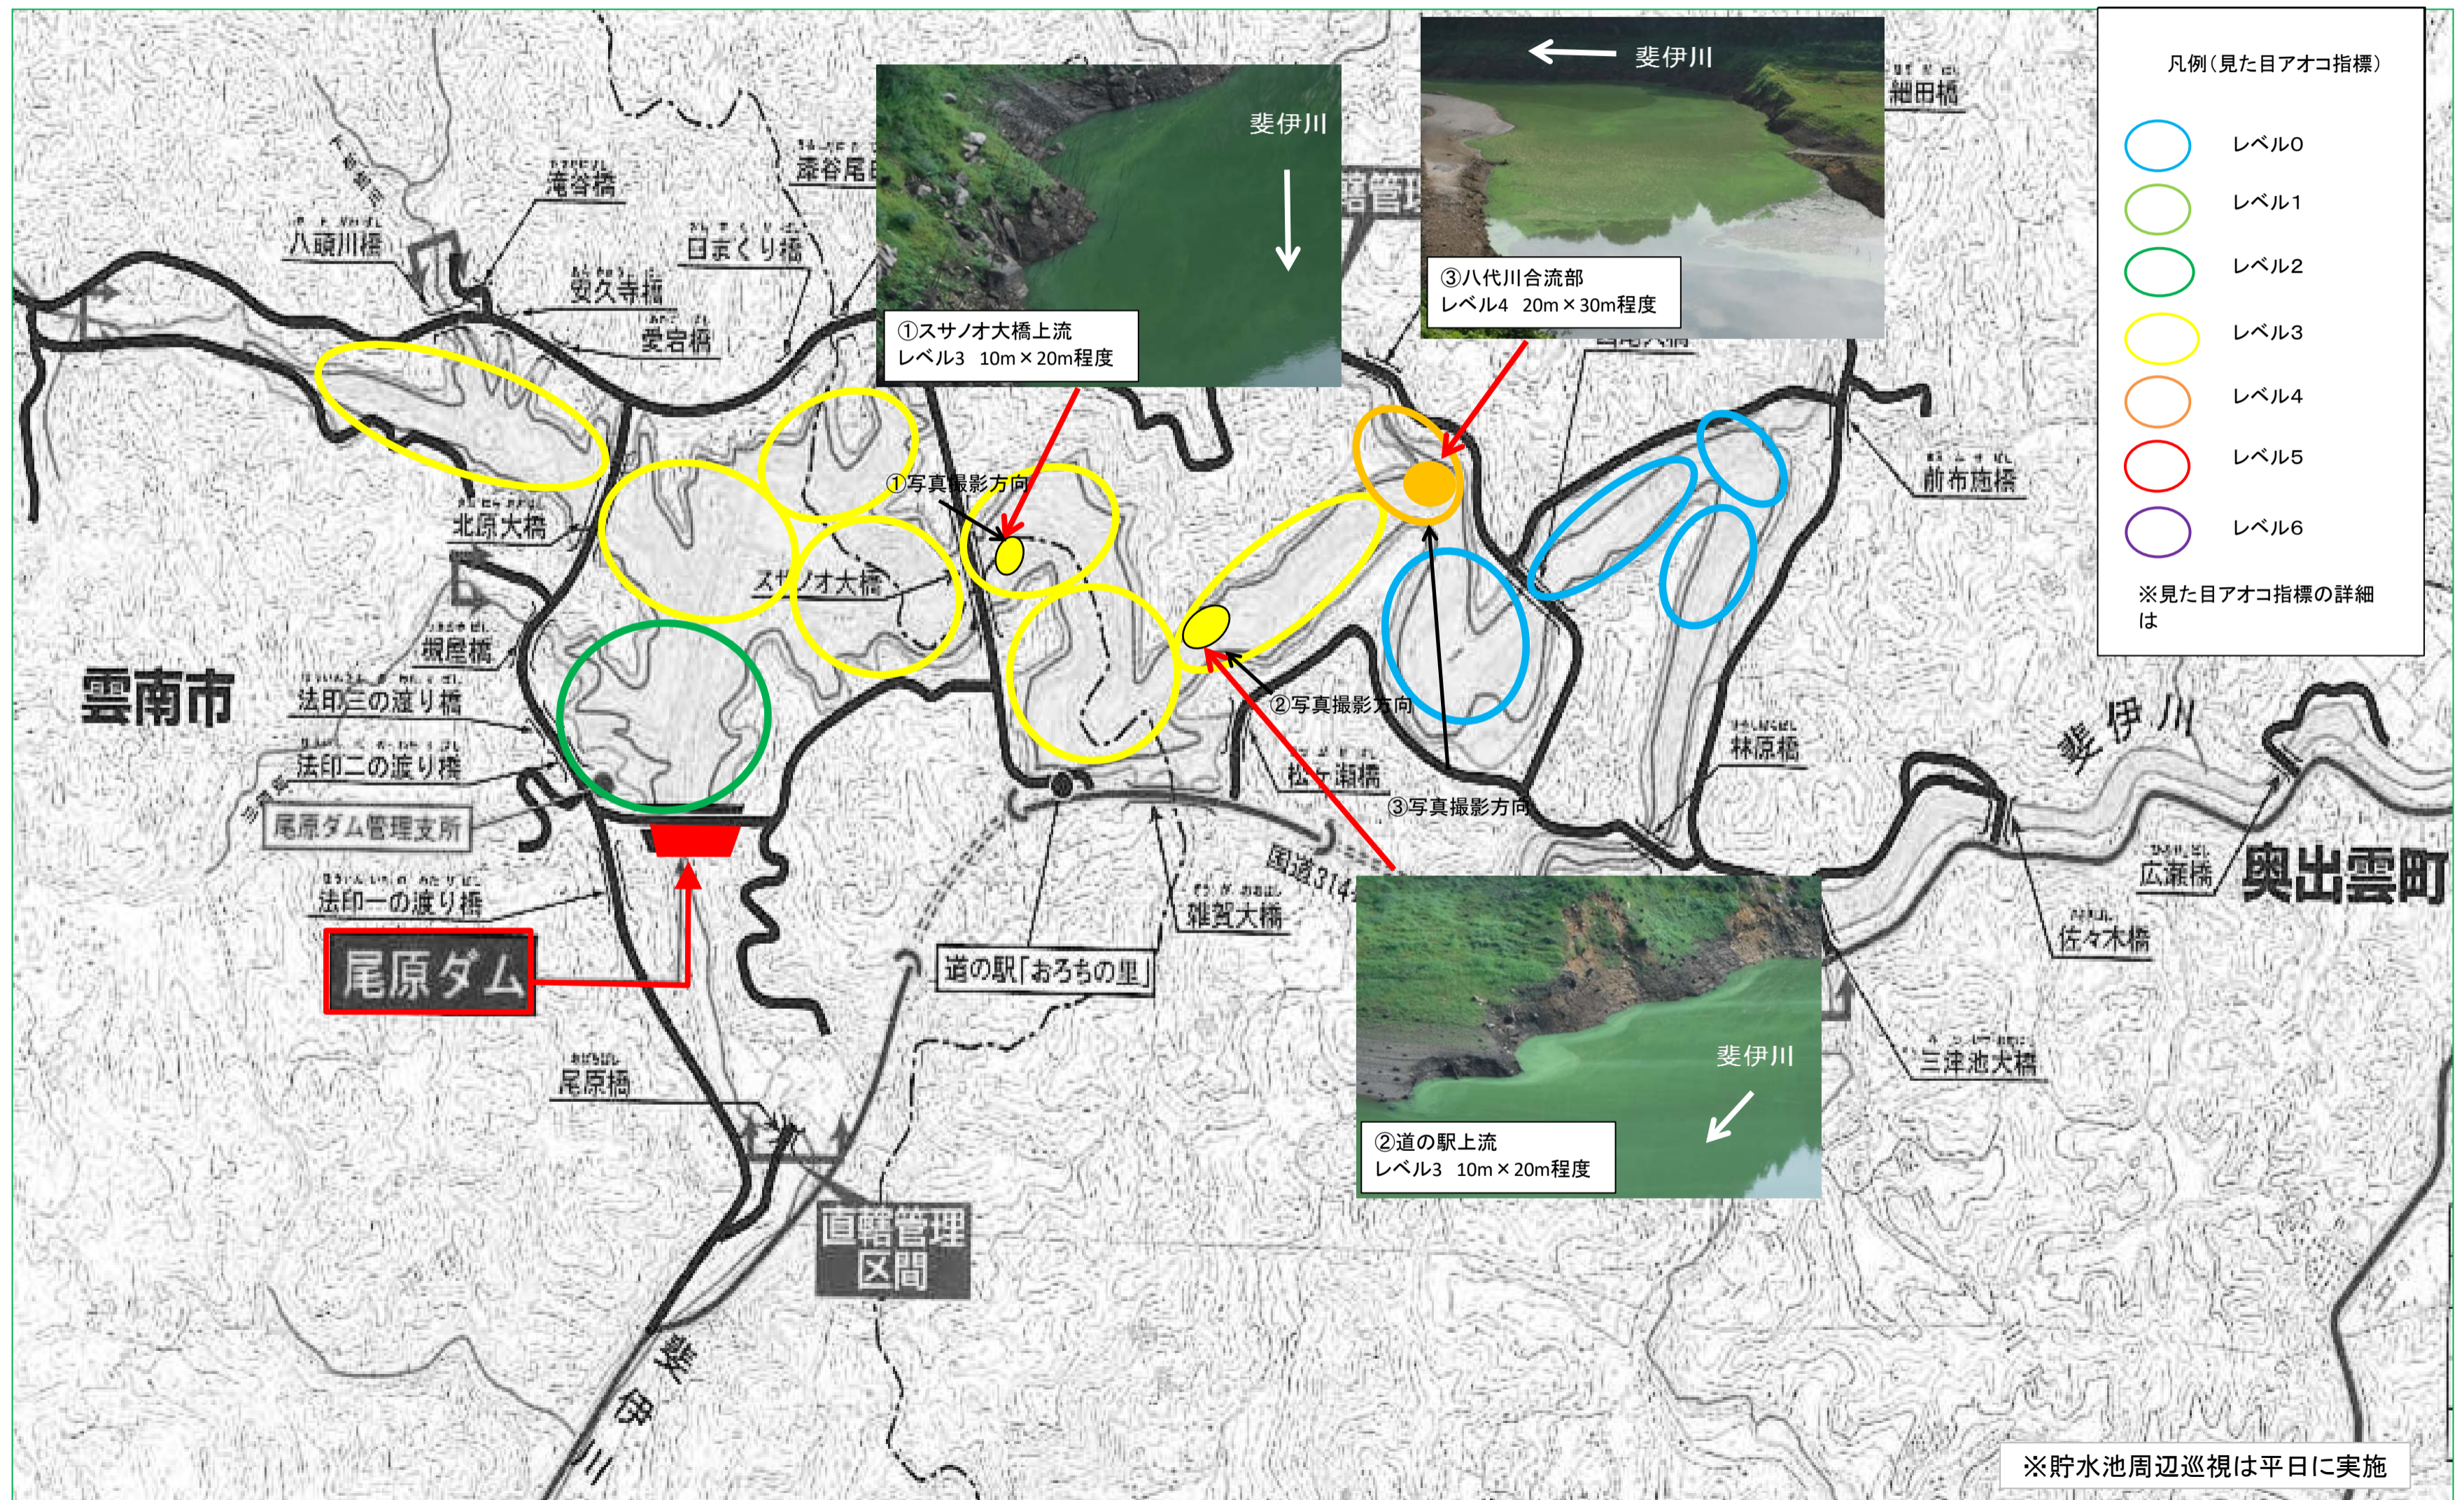 斐伊川
①スサノオ大橋上流
レベル3 10m×20m程度
斐伊川
③八代川合流部
レベル4 20m×30m程度
凡例(見た目アオコ指標)
レベル0
レベル1
レベル2
レベル3
レベル4
レベル5
レベル6
※見た目アオコ指標の詳細
は
細田橋
滝谷橋
八頭川橋
日まくり橋
安久寺橋
愛宕橋
①写真撮影方向
前布施橋
北原大橋
スサノオ大橋
槻屋橋
雲南市
法印三の渡り橋
法印二の渡り橋
②写真撮影方向
林原橋
斐伊川
松ヶ瀬橋
③写真撮影方向
尾原ダム管理支所
国道314
広瀬橋
奥出雲町
法印一の渡り橋
雑賀大橋
佐々木橋
尾原ダム
道の駅「おろちの里」
三津池大橋
斐伊川
②道の駅上流
レベル3 10m×20m程度
尾原橋
直轄管理
区間
斐伊川
※貯水池周辺巡視は平日に実施